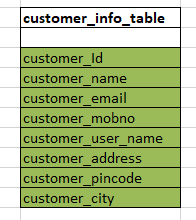 customer_info_table
customer_Id
customer_name
customer_email
customer_mobno
customer_user_name
customer_address
customer_pincode
customer_city